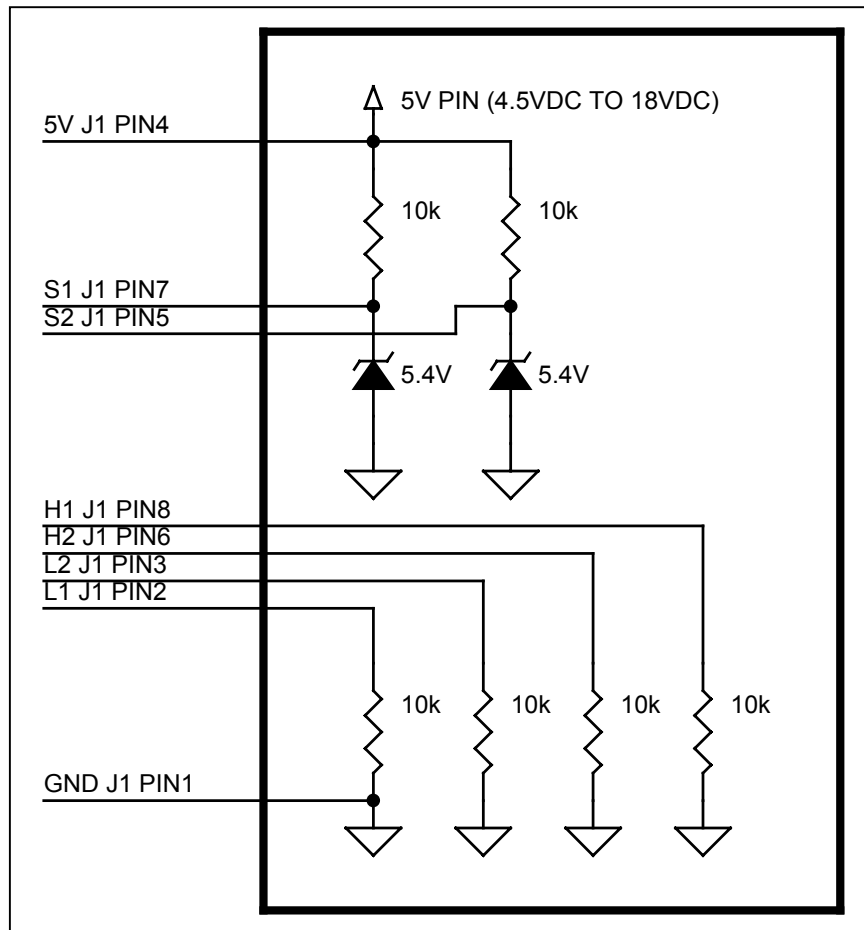 5V PIN (4.5VDC TO 18VDC)
5V J1 PIN4
10k
10k
S1 J1 PIN7
S2 J1 PIN5
5.4V
5.4V
H1 J1 PIN8
H2 J1 PIN6
L2 J1 PIN3
L1 J1 PIN2
10k
10k
10k
10k
GND J1 PIN1